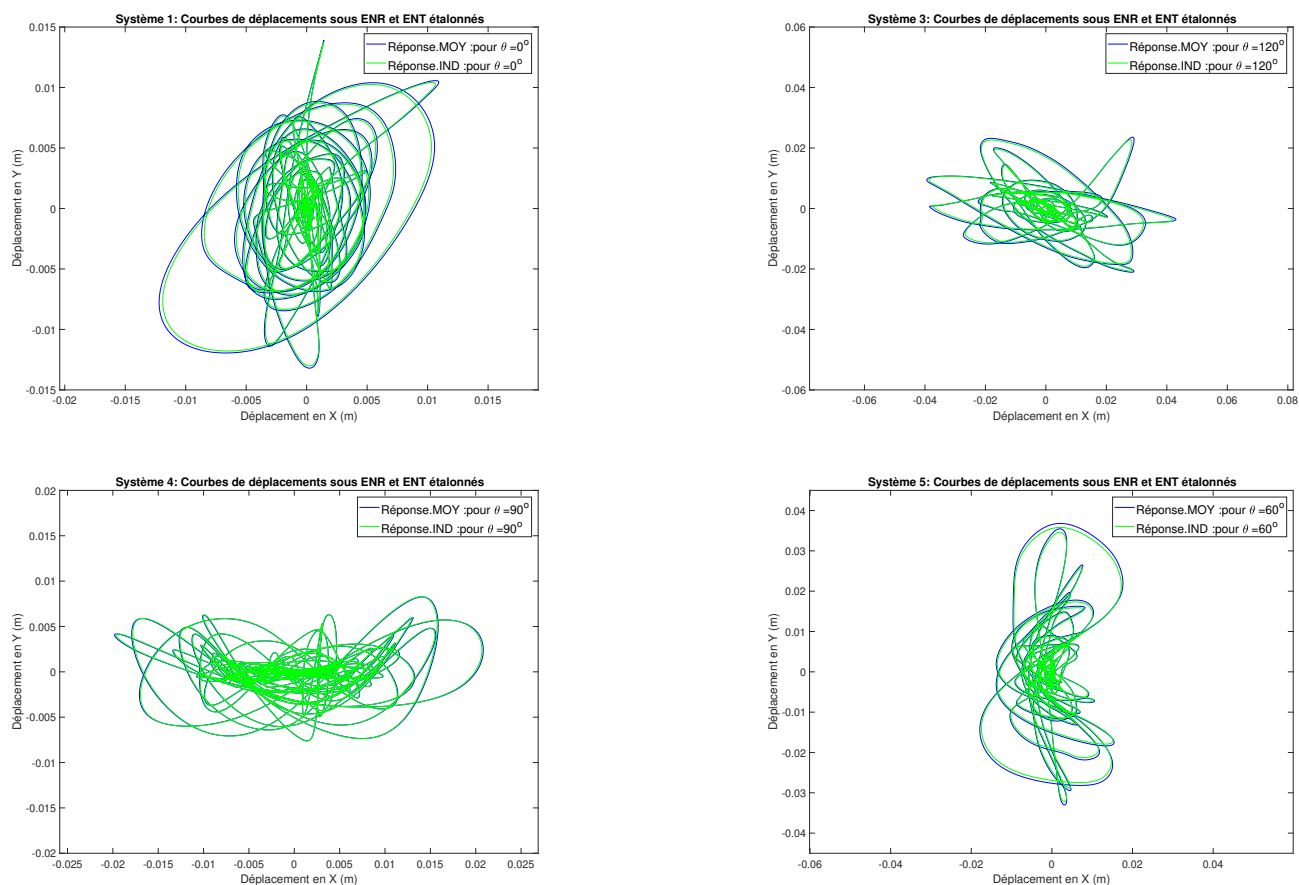 Système 1: Courbes de déplacement sous ENR et ENT étalonnés
0.015
0.01
0.005
0
-0.005
-0.01
-0.015
Déplacement en Y (m)
Réponse.MOY :pour θ =0°
Réponse.IND :pour θ =0°
-0.02 -0.015 -0.01 -0.005 0 0.005 0.01 0.015
Déplacement en X (m)
Système 3: Courbes de déplacement sous ENR et ENT étalonnés
0.06
0.04
0.02
0
-0.02
-0.04
-0.06
Déplacement en Y (m)
Réponse.MOY :pour θ =120°
Réponse.IND :pour θ =120°
-0.06 -0.04 -0.02 0 0.02 0.04 0.06 0.08
Déplacement en X (m)
Système 4: Courbes de déplacements sous ENR et ENT étalonnés
0.02
0.015
0.01
0.005
0
-0.005
-0.01
-0.015
-0.02
Déplacement en Y (m)
Réponse.MOY :pour θ =90°
Réponse.IND :pour θ =90°
-0.025 -0.02 -0.015 -0.01 -0.005 0 0.005 0.01 0.015 0.02 0.025
Déplacement en X (m)
Système 5: Courbes de déplacements sous ENR et ENT étalonnés
0.04
0.03
0.02
0.01
0
-0.01
-0.02
-0.03
-0.04
Déplacement en Y (m)
Réponse.MOY :pour θ =60°
Réponse.IND :pour θ =60°
-0.06 -0.04 -0.02 0 0.02 0.04
Déplacement en X (m)